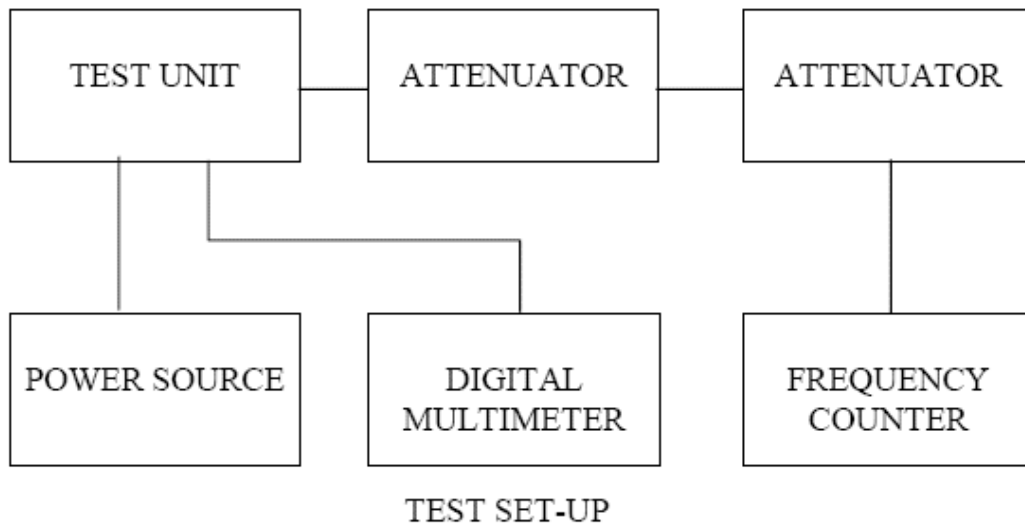 TEST UNIT
ATTENUATOR
ATTENUATOR
POWER SOURCE
DIGITAL
MULTIMETER
FREQUENCY
COUNTER
TEST SET-UP